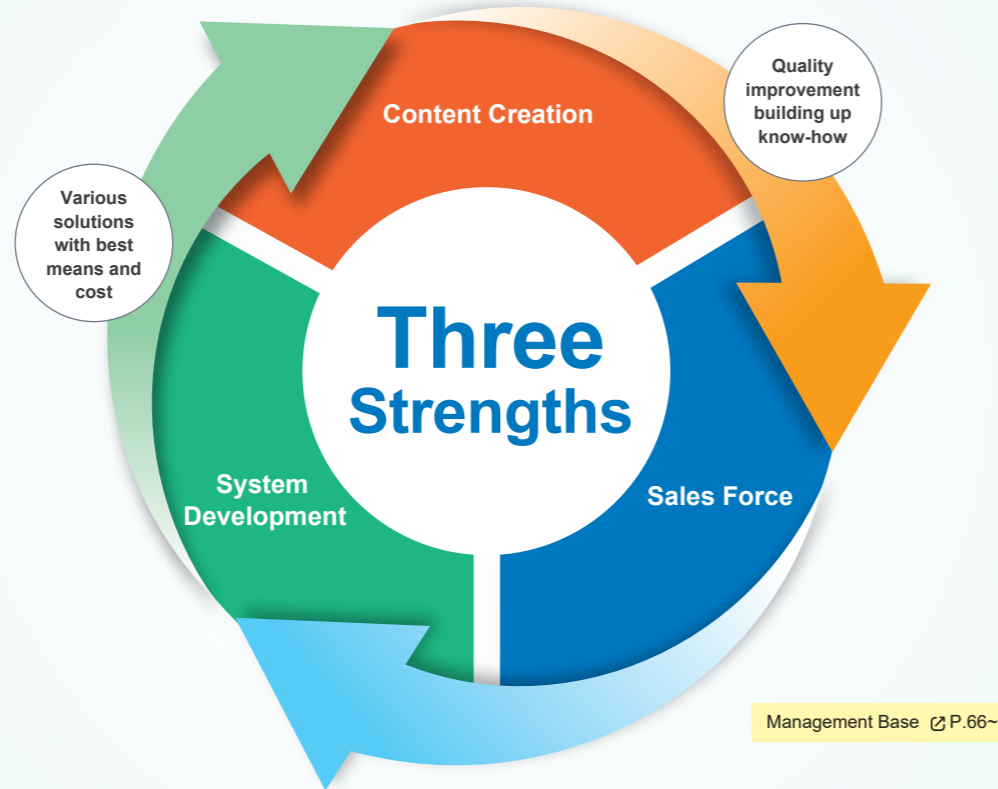 Content Creation
Quality
improvement
building up
know-how
Various
solutions
with best
means and
cost
Three
Strengths
System
Development
Sales Force
Management Base P.66~